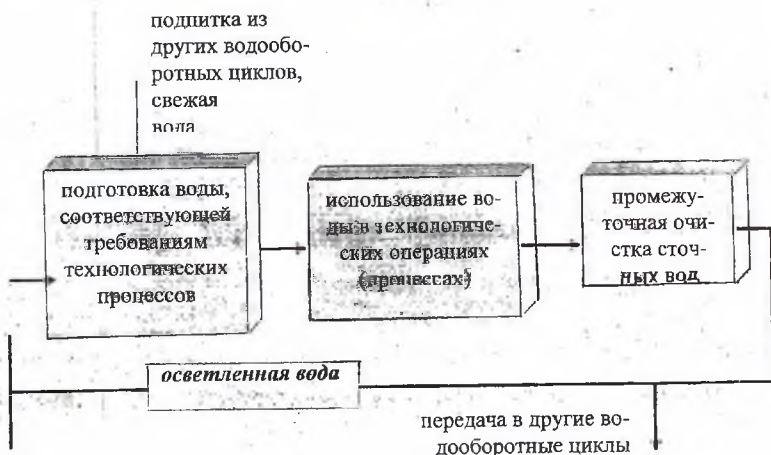 подпитка из
других водообо-
ротных циклов,
свежая
вода
подготовка воды,
соответствующей
требованиям
технологических
процессов
использование во-
ды в технологиче-
ских операциях
(процессах)
промежу-
точная очи-
стка сточ-
ных вод
осветленная вода
передача в другие во-
дооборотные циклы